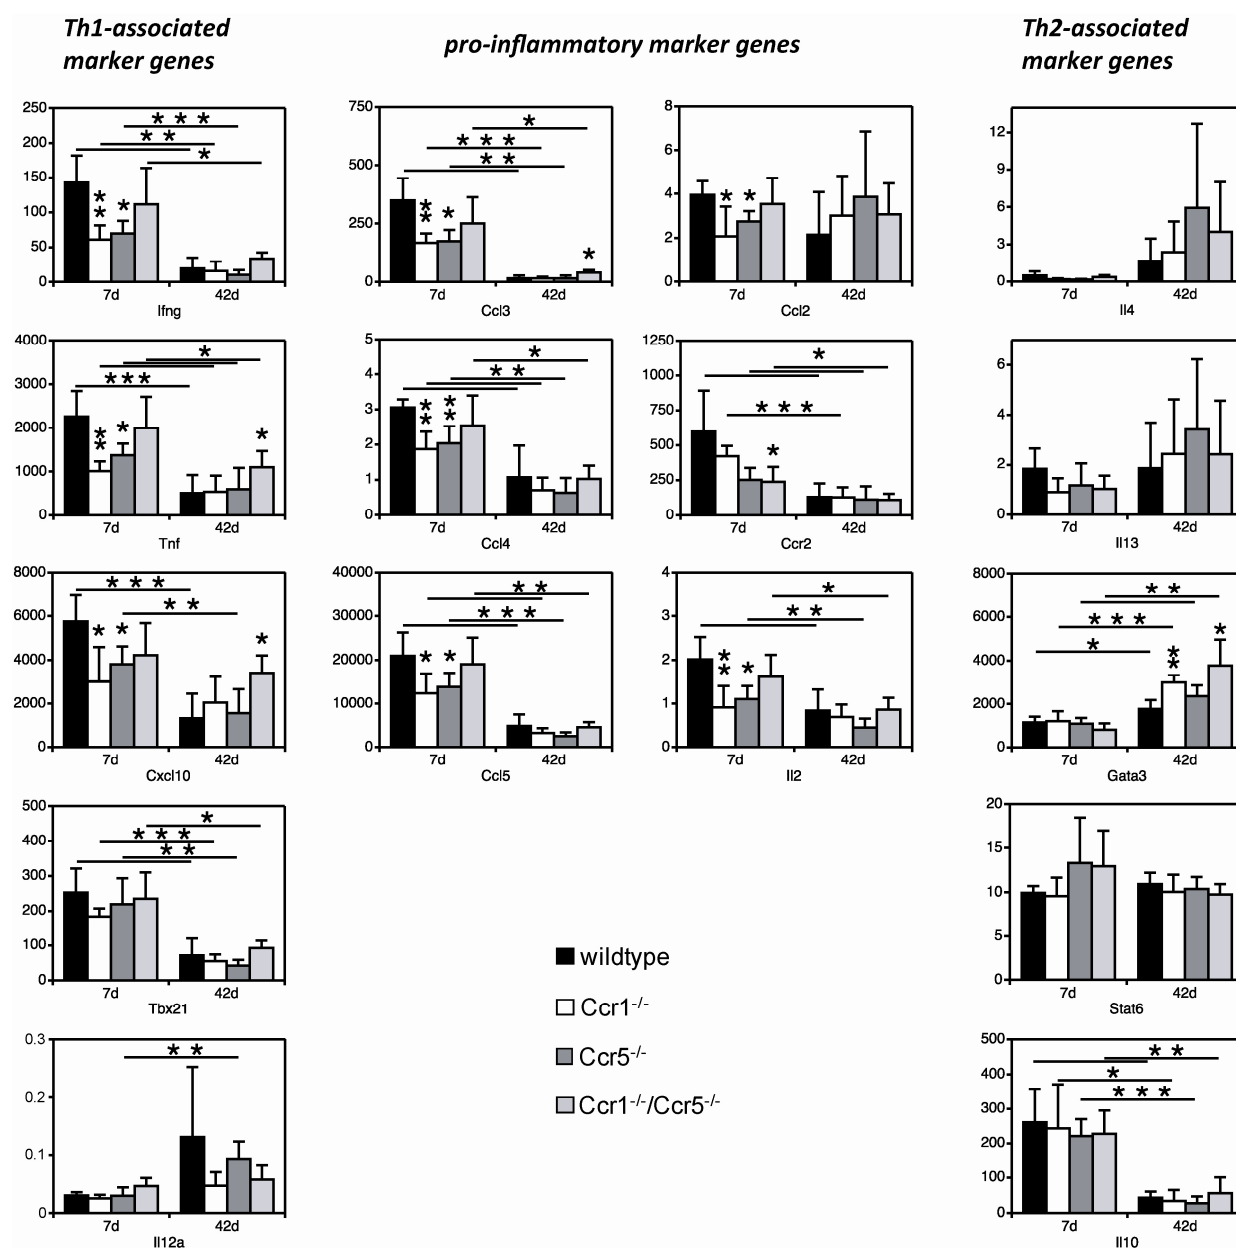 Th1-associated
marker genes
pro-inflammatory marker genes
Th2-associated
marker genes
250
200
150
100
50
0
7d 42d
Ifng
750
500
250
0
7d 42d
Ccl3
8
6
4
2
0
7d 42d
Ccl2
12
9
6
3
0
7d 42d
Il4
4000
3000
2000
1000
0
7d 42d
Tnf
5
4
3
2
1
0
7d 42d
Ccl4
1250
1000
750
500
250
0
7d 42d
Ccr2
6
4
2
0
7d 42d
Il13
8000
6000
4000
2000
0
7d 42d
Cxcl10
40000
30000
20000
10000
0
7d 42d
Ccl5
4
3
2
1
0
7d 42d
Il2
8000
6000
4000
2000
0
7d 42d
Gata3
500
400
300
200
100
0
7d 42d
Tbx21
20
15
10
5
0
7d 42d
Stat6
0.3
0.2
0.1
0
7d 42d
Il12a
wildtype
Ccr1-/-
Ccr5-/-
Ccr1-/-/Ccr5-/-
500
400
300
200
100
0
7d 42d
Il10